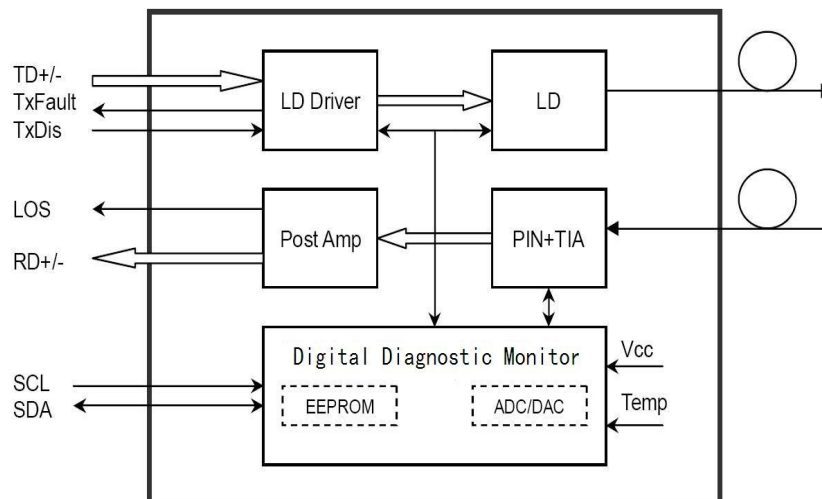 TD+/-
TxFault
TxDis
LD Driver
LD
LOS
RD+/-
Post Amp
PIN+TIA
Digital Diagnostic Monitor
EEPROM
ADC/DAC
SCL
SDA
Vcc
Temp